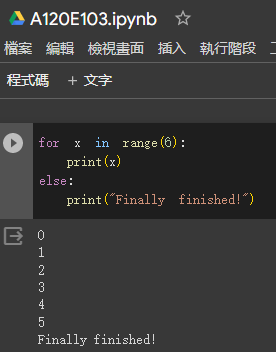 A120E103.ipynb
檔案 編輯 檢視畫面 插入 執行階段
程式碼 + 文字
for x in range(6):
    print(x)
else:
    print("Finally finished!")
0
1
2
3
4
5
Finally finished!